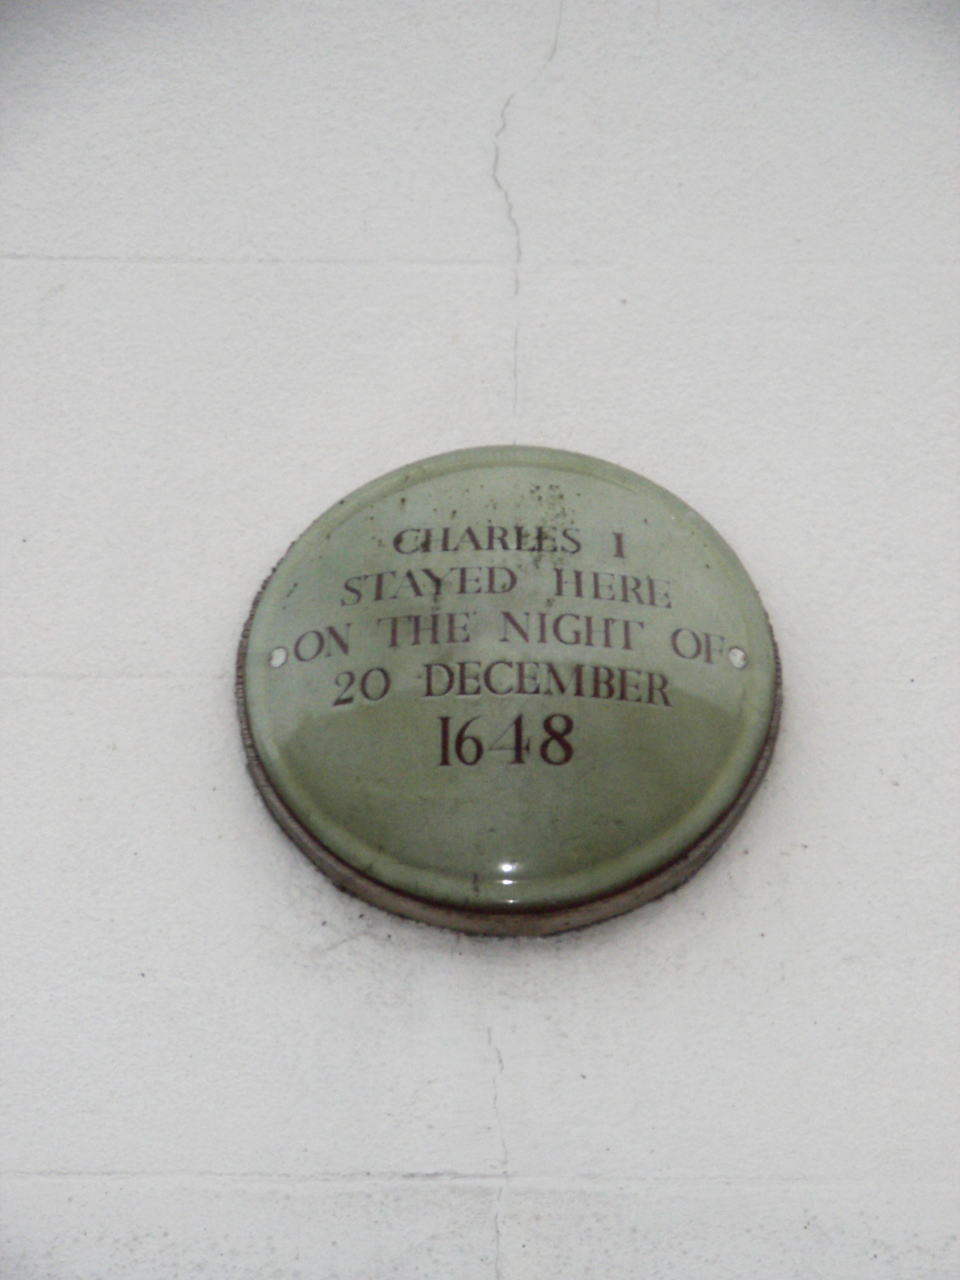 CHARLES I
STAYED HERE
ON THE NIGHT OF
20 DECEMBER
1648